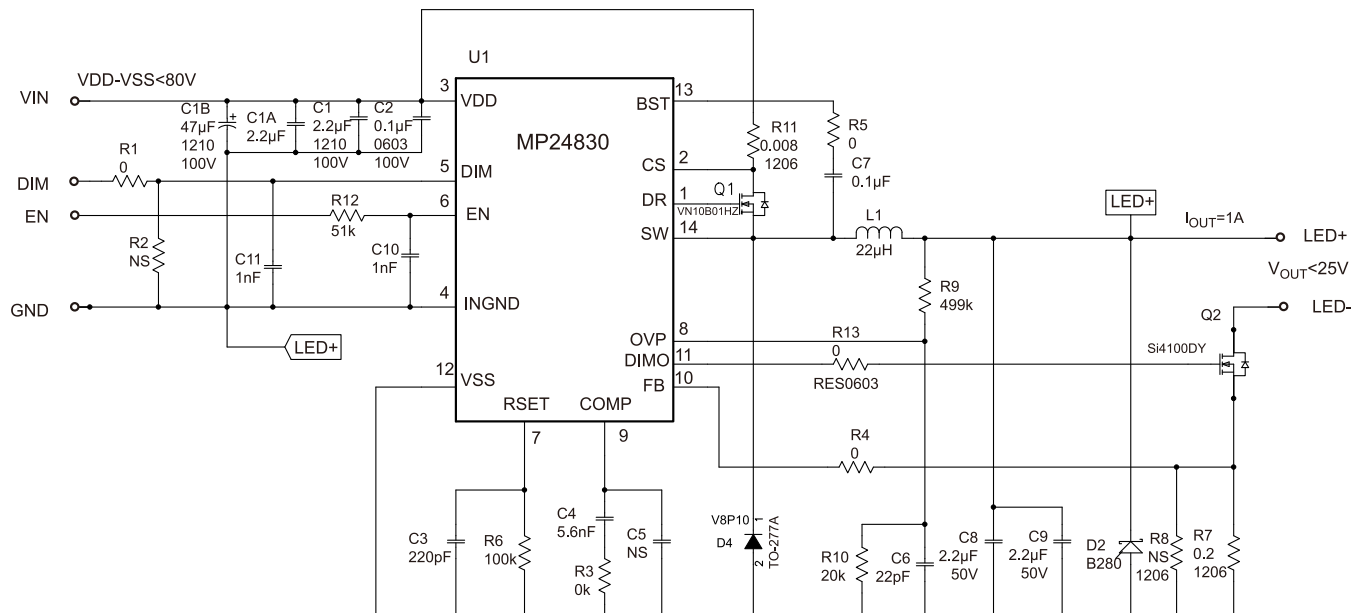 U1
VDD-VSS<80V
VIN
C1B
47µF
1210
100V
C1A
2.2µF
C1
2.2µF
1210
100V
C2
0.1µF
0603
100V
3
VDD
MP24830
BST
13
R11
0.008
1206
R5
0
C7
0.1µF
R1
0
DIM
5
DIM
CS
2
EN
R12
51k
6
EN
DR
1
Q1
VN10B01HZ
SW
14
L1
22µH
LED+
IOUT=1A
LED+
VOUT<25V
LED-
R2
NS
C11
1nF
C10
1nF
GND
4
INGND
LED+
R9
499k
OVP
8
DIMO
11
R13
0
RES0603
Q2
Si4100DY
12
VSS
FB
10
RSET
COMP
7
9
R4
0
C3
220pF
R6
100k
C4
5.6nF
R3
0k
C5
NS
V8P10
1
D4
2
TO-277A
R10
20k
C6
22pF
C8
2.2µF
50V
C9
2.2µF
50V
D2
B280
R8
NS
1206
R7
0.2
1206